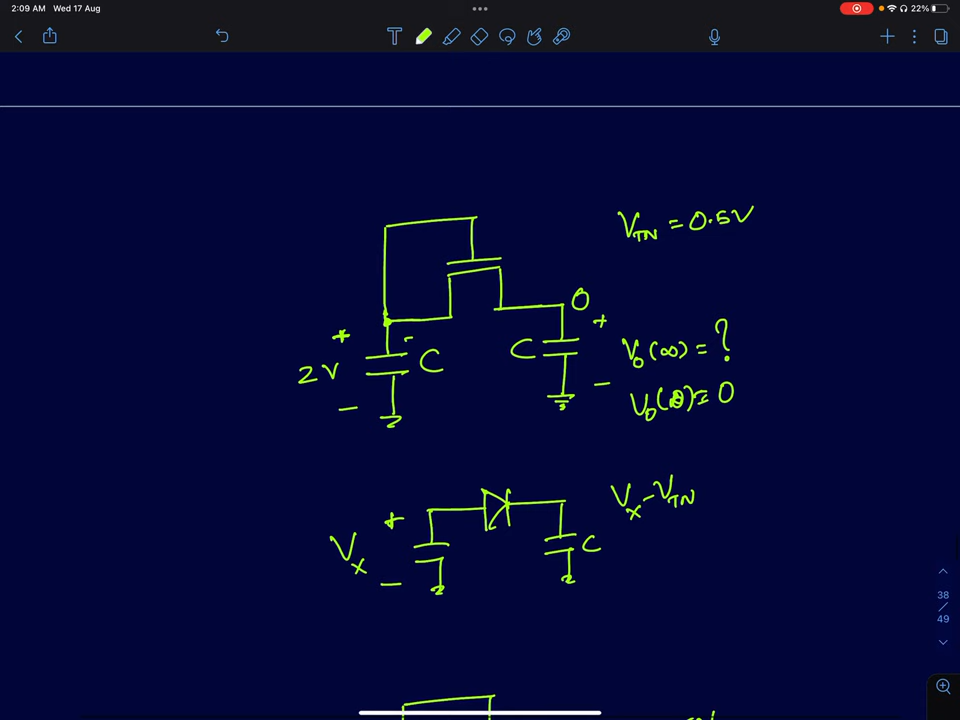 2:09 AM Wed 17 Aug
22%
T
V_TN = 0.5V
O
+
+
2V
C
C
V_o(∞) = ?
−
−
V_o(0) = 0
V_x − V_TN
+
V_x
C
−
38
/
49